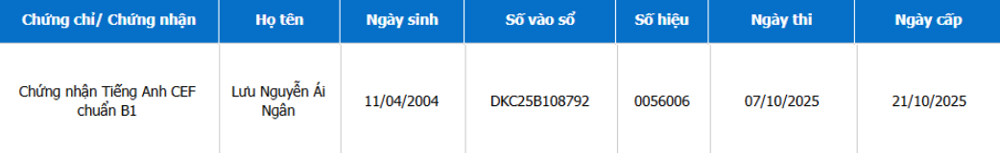 Chứng chỉ/ Chứng nhận Họ tên Ngày sinh Số vào sổ Số hiệu Ngày thi Ngày cấp
Chứng nhận Tiếng Anh CEF chuẩn B1 Lưu Nguyễn Ái Ngân 11/04/2004 DKC25B108792 0056006 07/10/2025 21/10/2025